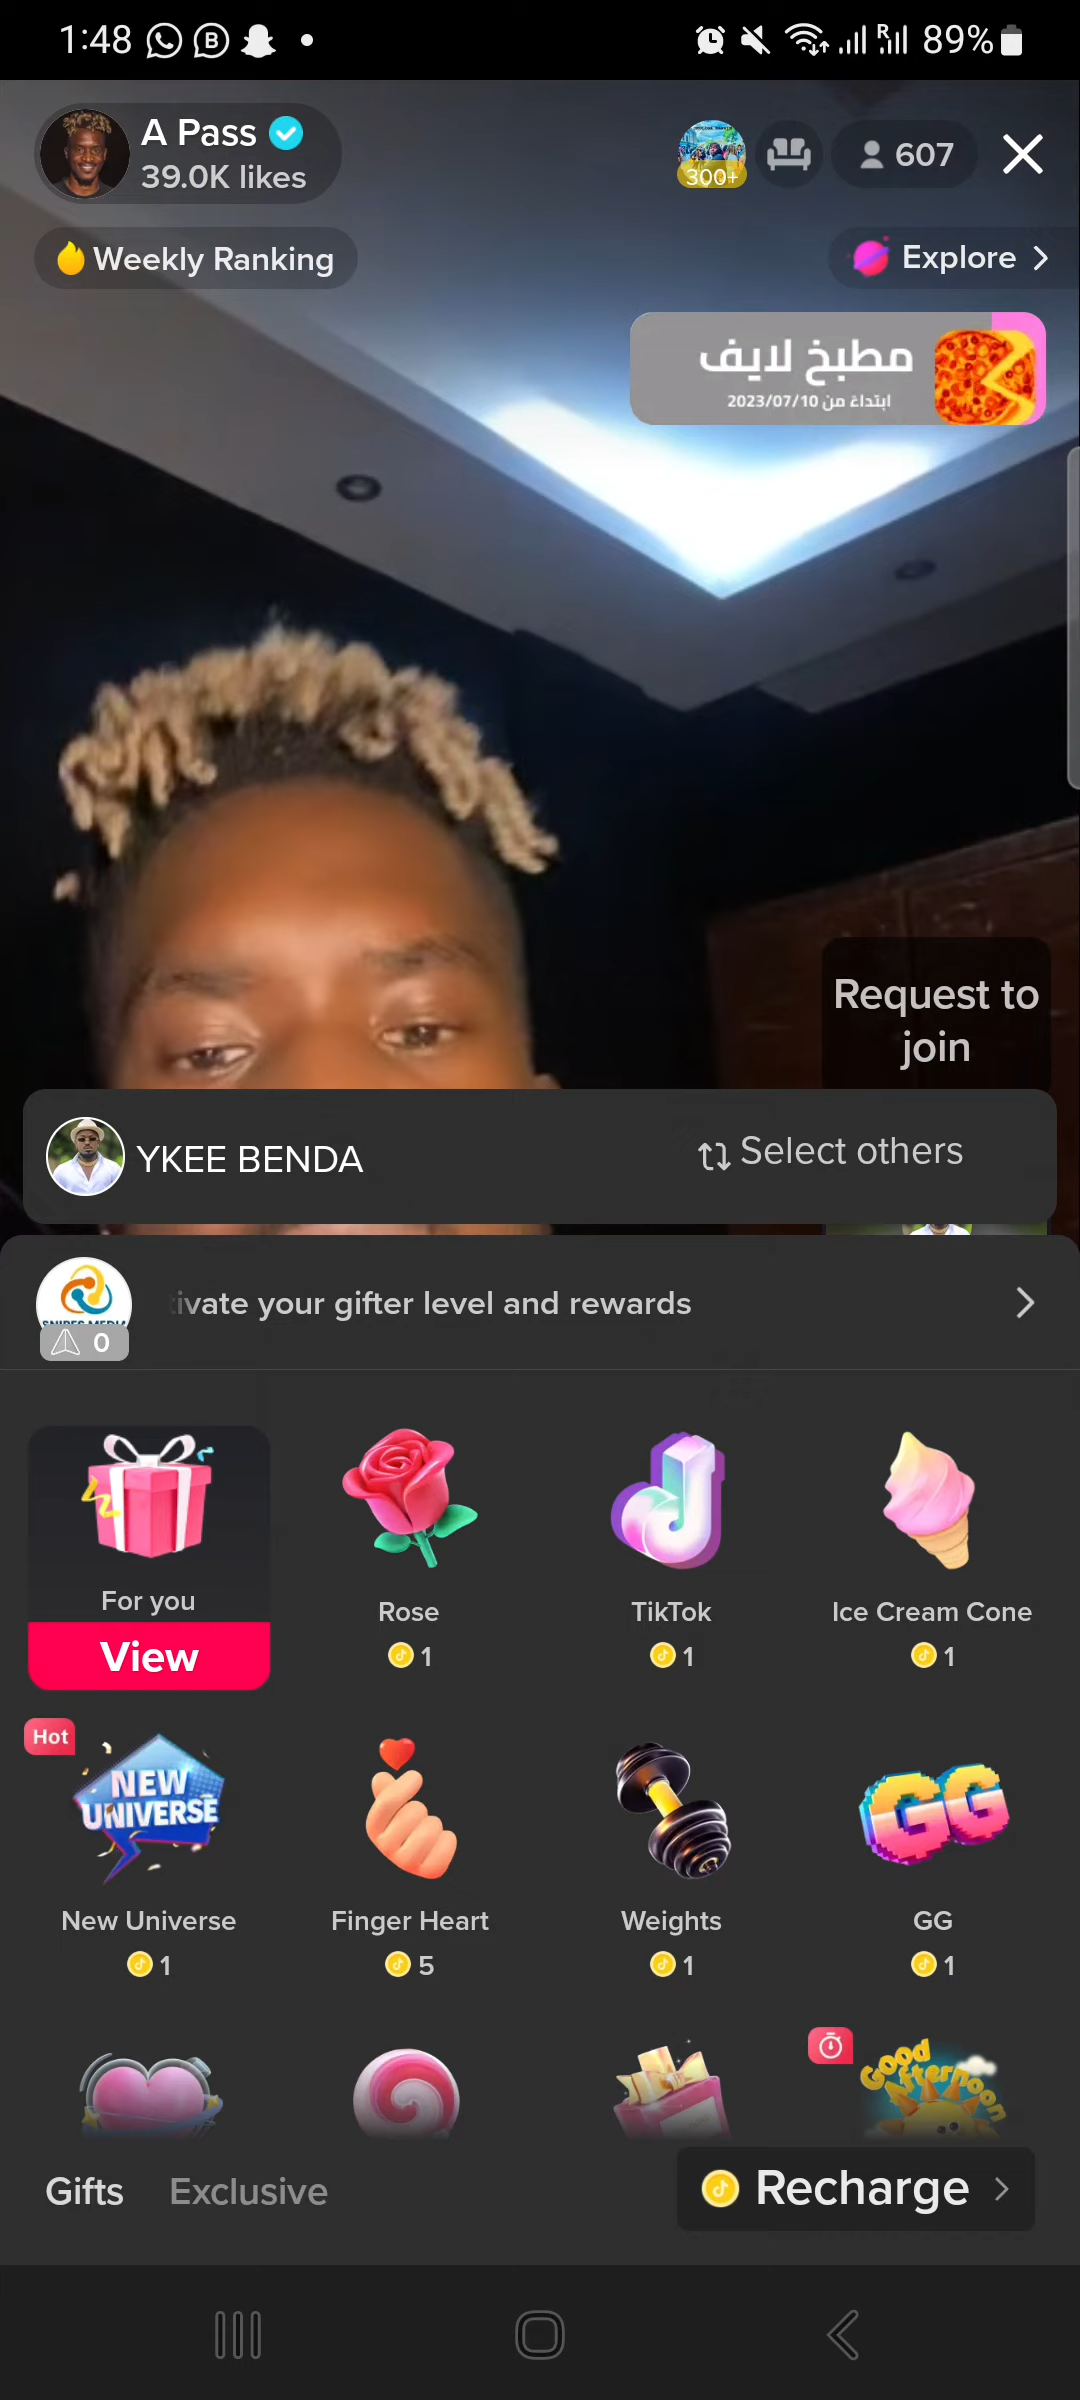 1:48
89%
A Pass
39.0K likes
300+
607
Weekly Ranking
Explore
مطبخ لايف
ابتداءً من 2023/07/10
Request to
join
YKEE BENDA
Select others
tivate your gifter level and rewards
0
For you
View
Rose
1
TikTok
1
Ice Cream Cone
1
Hot
NEW
UNIVERSE
New Universe
1
Finger Heart
5
Weights
1
GG
GG
1
Good
Afternoon
Gifts
Exclusive
Recharge